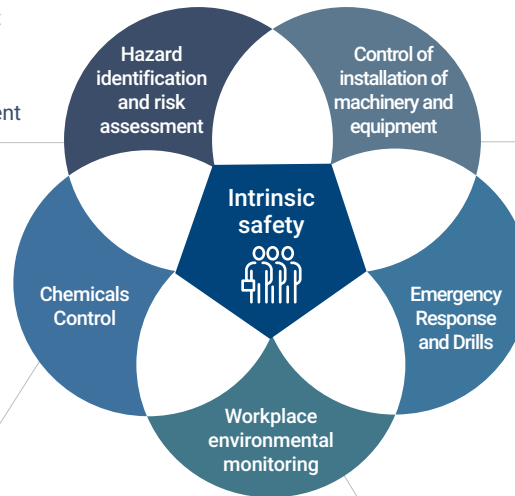 Hazard
identification
and risk
assessment
Control of
installation of
machinery and
equipment
Intrinsic
safety
Chemicals
Control
Emergency
Response
and Drills
Workplace
environmental
monitoring